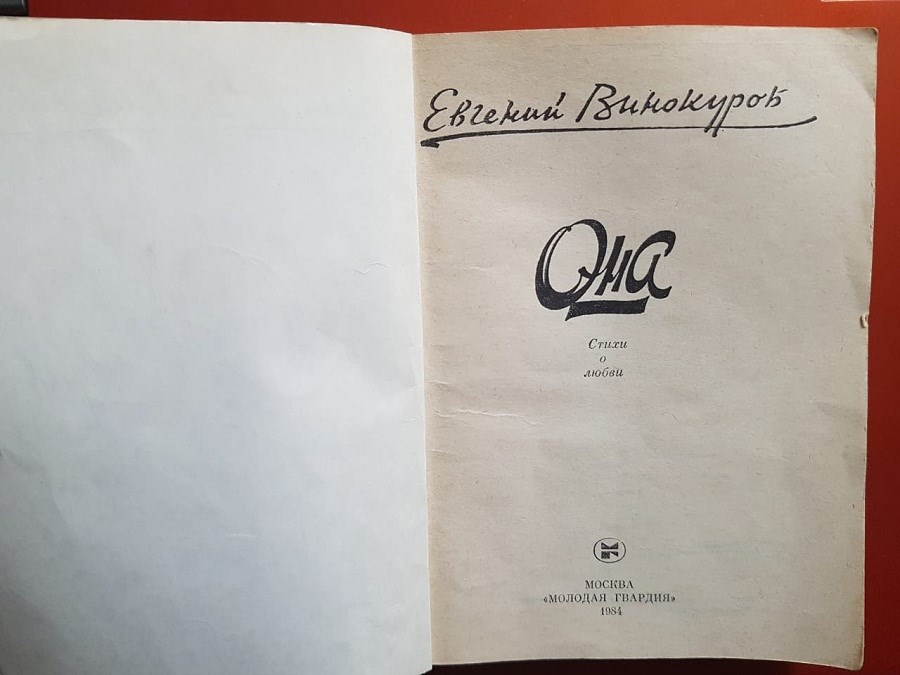 Евгений Винокуров
Она
Стихи
о
любви
МОСКВА
«МОЛОДАЯ ГВАРДИЯ»
1984